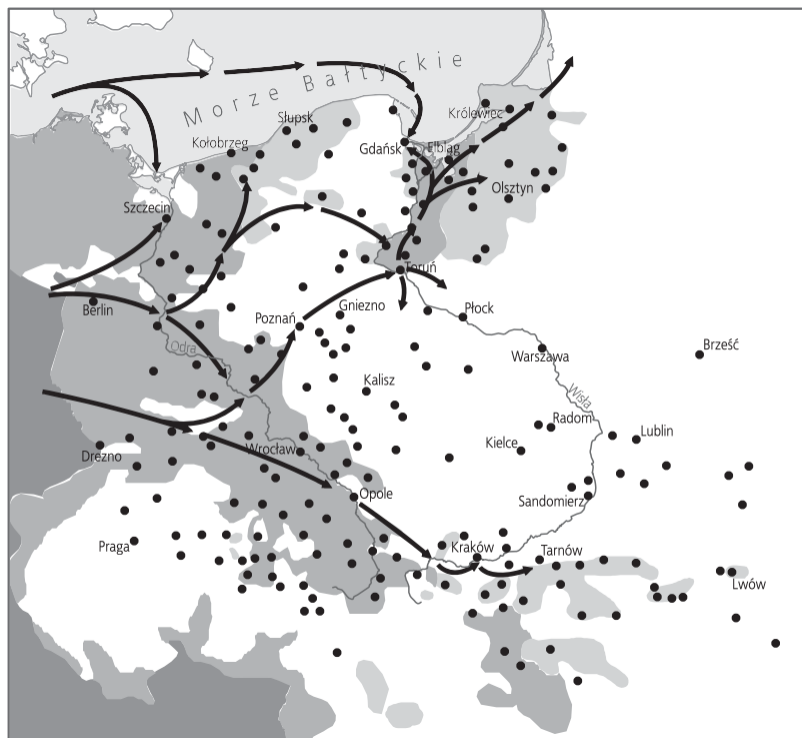 Morze Bałtyckie
Słupsk
Królewiec
Kołobrzeg
Gdańsk
Elbląg
Olsztyn
Szczecin
Toruń
Berlin
Gniezno
Płock
Poznań
Odra
Warszawa
Brześć
Kalisz
Wisła
Radom
Lublin
Drezno
Wrocław
Kielce
Opole
Sandomierz
Praga
Kraków
Tarnów
Lwów